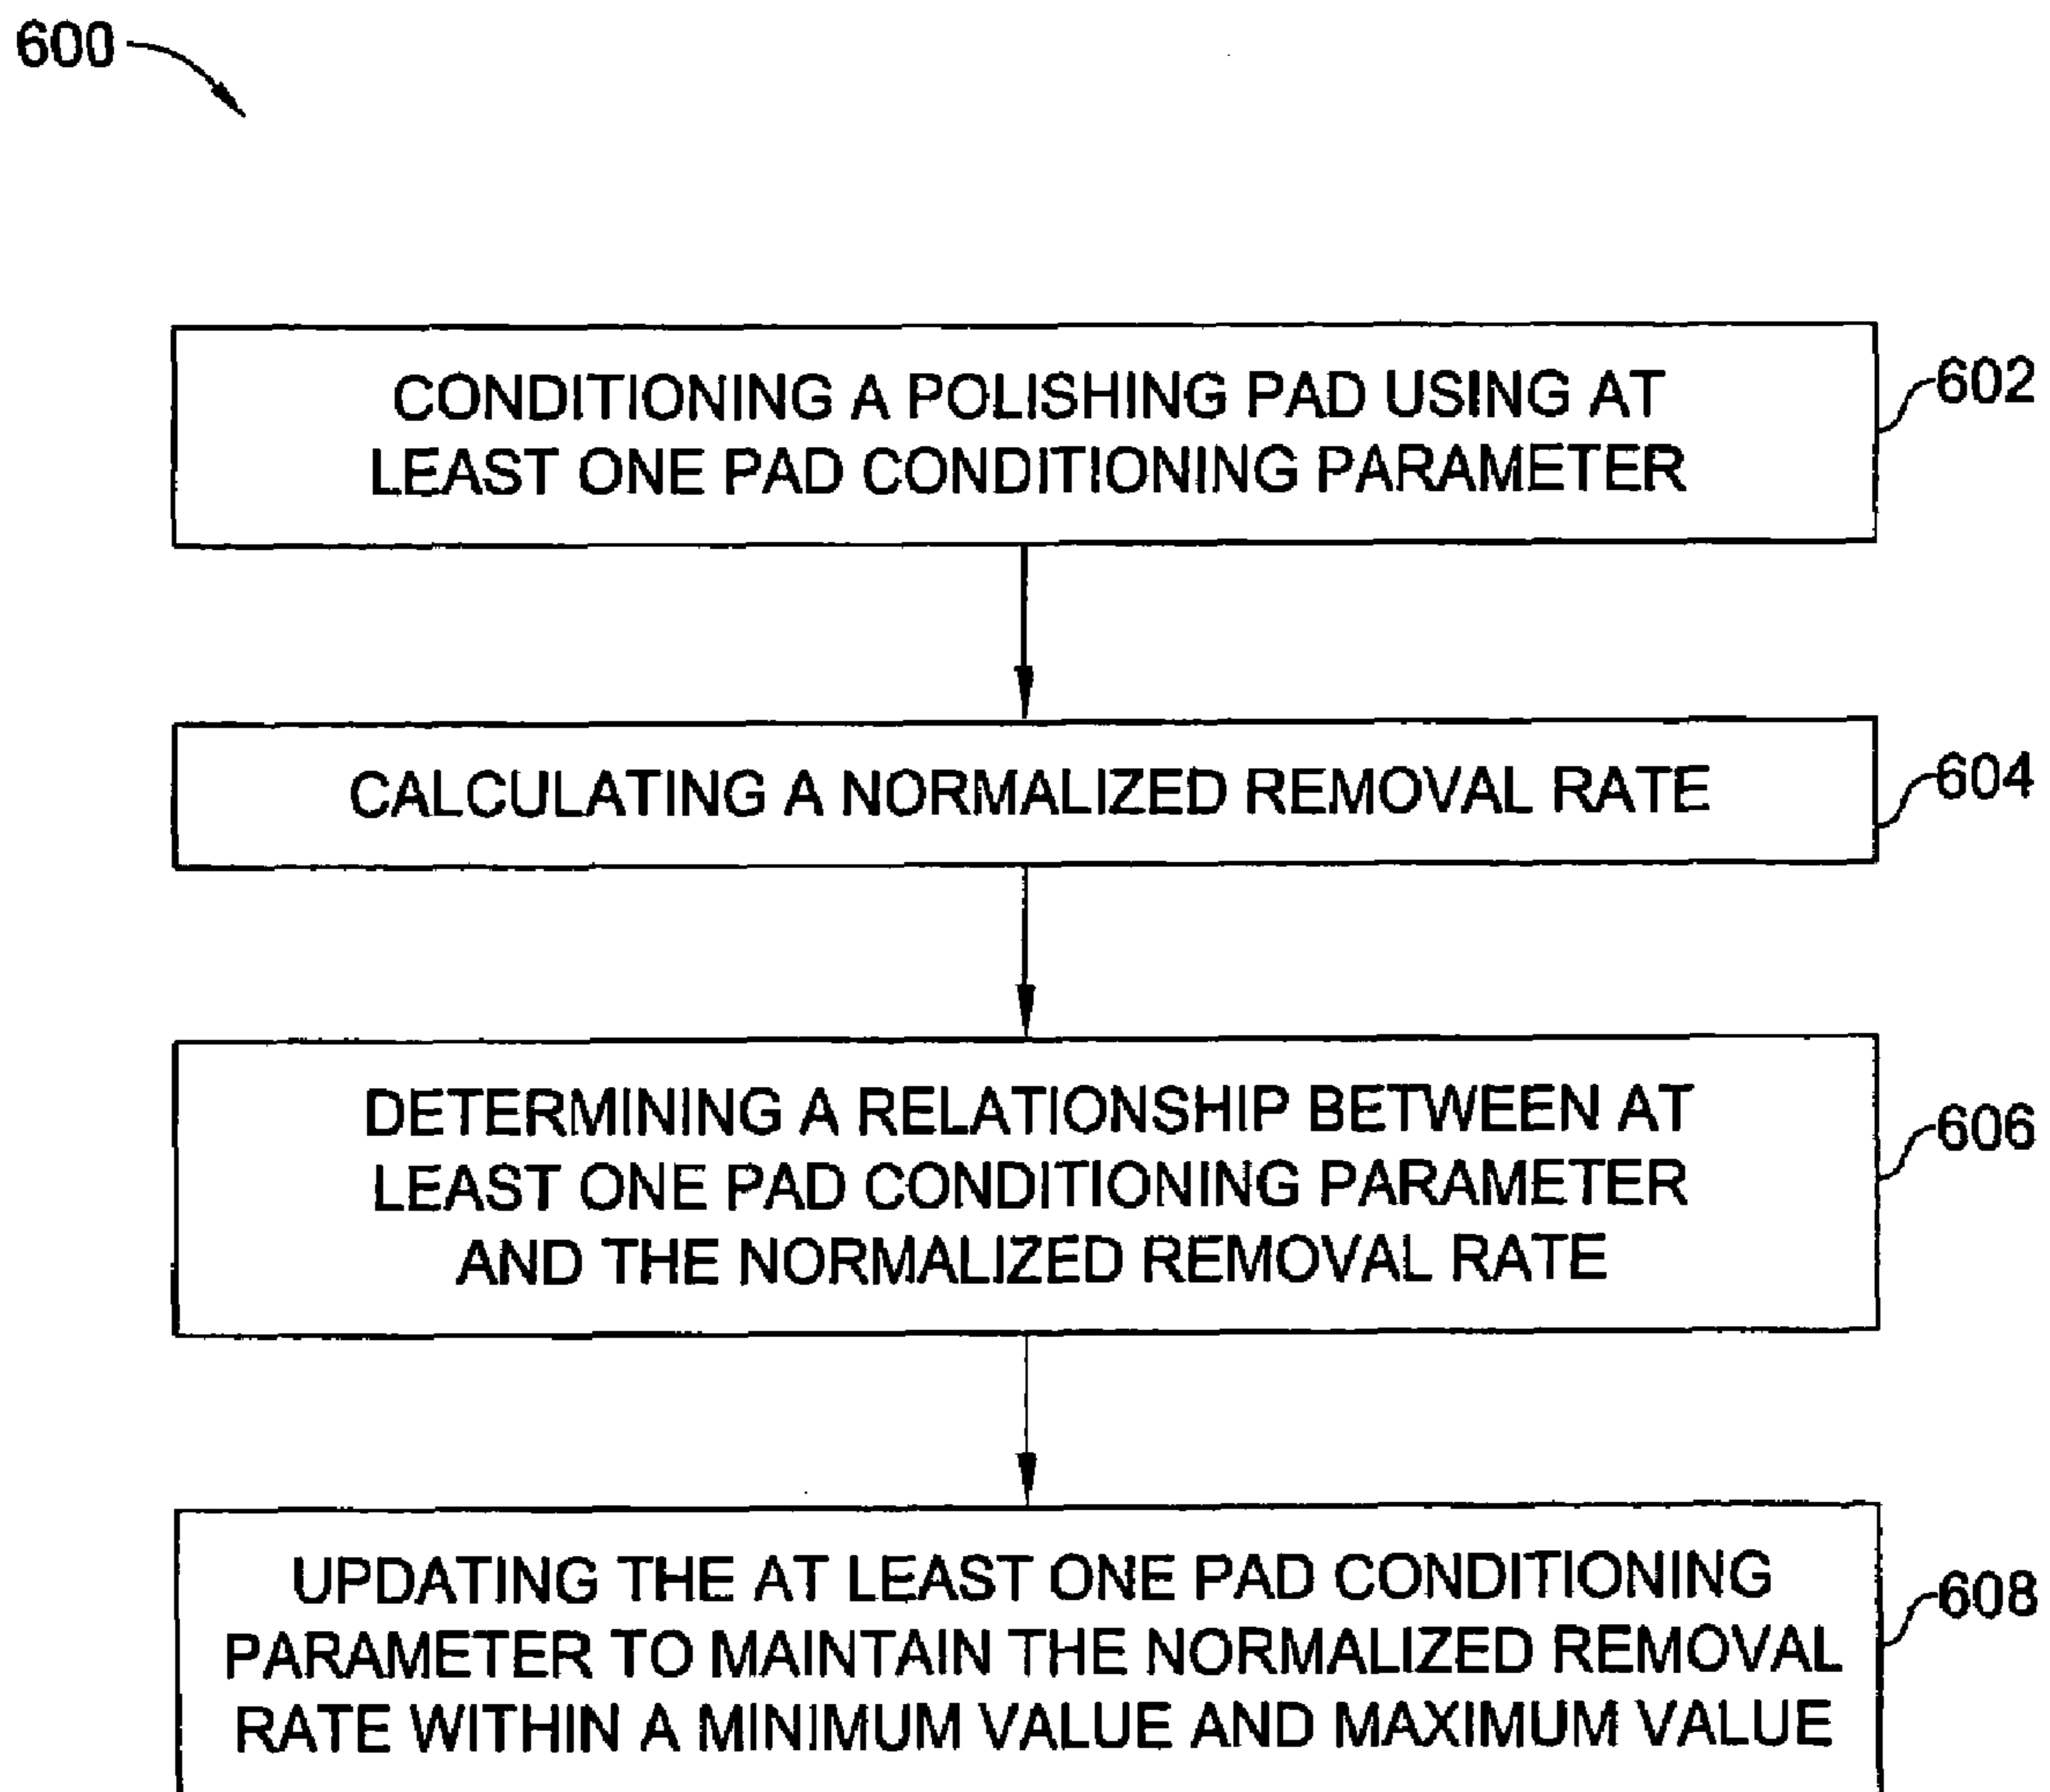 600
CONDITIONING A POLISHING PAD USING AT
LEAST ONE PAD CONDITIONING PARAMETER
602
CALCULATING A NORMALIZED REMOVAL RATE
604
DETERMINING A RELATIONSHIP BETWEEN AT
LEAST ONE PAD CONDITIONING PARAMETER
AND THE NORMALIZED REMOVAL RATE
606
UPDATING THE AT LEAST ONE PAD CONDITIONING
PARAMETER TO MAINTAIN THE NORMALIZED REMOVAL
RATE WITHIN A MINIMUM VALUE AND MAXIMUM VALUE
608